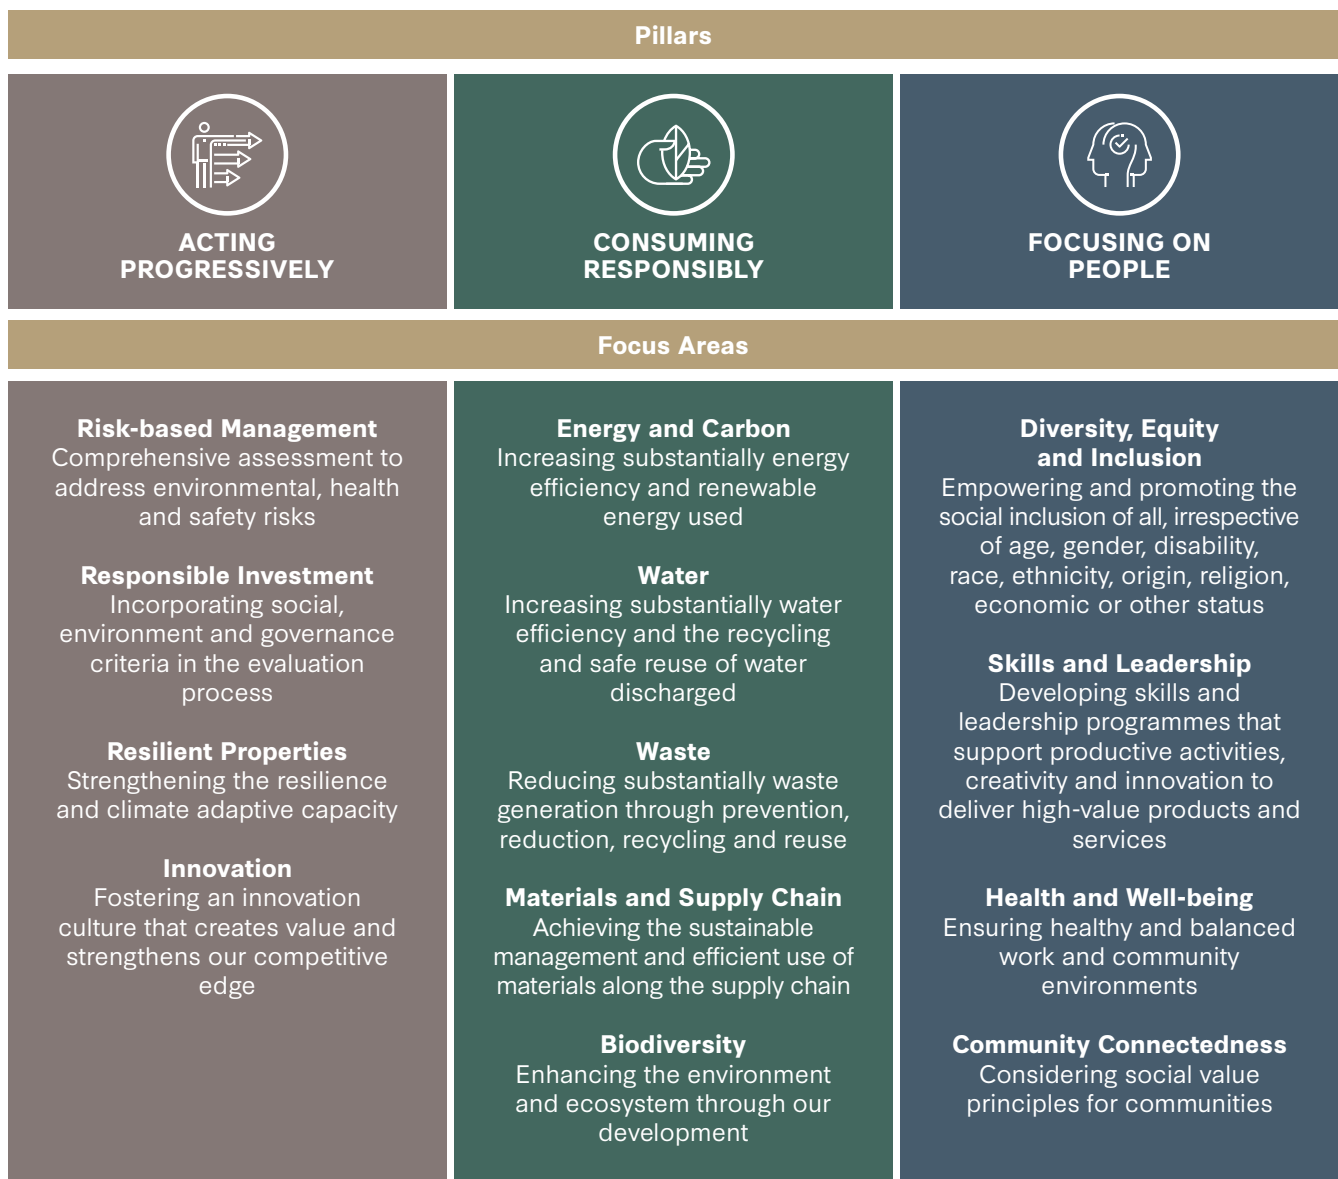 Pillars
ACTING
PROGRESSIVELY
CONSUMING
RESPONSIBLY
FOCUSING ON
PEOPLE
Focus Areas
Risk-based Management
Comprehensive assessment to
address environmental, health
and safety risks
Responsible Investment
Incorporating social,
environment and governance
criteria in the evaluation
process
Resilient Properties
Strengthening the resilience
and climate adaptive capacity
Innovation
Fostering an innovation
culture that creates value and
strengthens our competitive
edge
Energy and Carbon
Increasing substantially energy
efficiency and renewable
energy used
Water
Increasing substantially water
efficiency and the recycling
and safe reuse of water
discharged
Waste
Reducing substantially waste
generation through prevention,
reduction, recycling and reuse
Materials and Supply Chain
Achieving the sustainable
management and efficient use of
materials along the supply chain
Biodiversity
Enhancing the environment
and ecosystem through our
development
Diversity, Equity
and Inclusion
Empowering and promoting the
social inclusion of all, irrespective
of age, gender, disability,
race, ethnicity, origin, religion,
economic or other status
Skills and Leadership
Developing skills and
leadership programmes that
support productive activities,
creativity and innovation to
deliver high-value products and
services
Health and Well-being
Ensuring healthy and balanced
work and community
environments
Community Connectedness
Considering social value
principles for communities